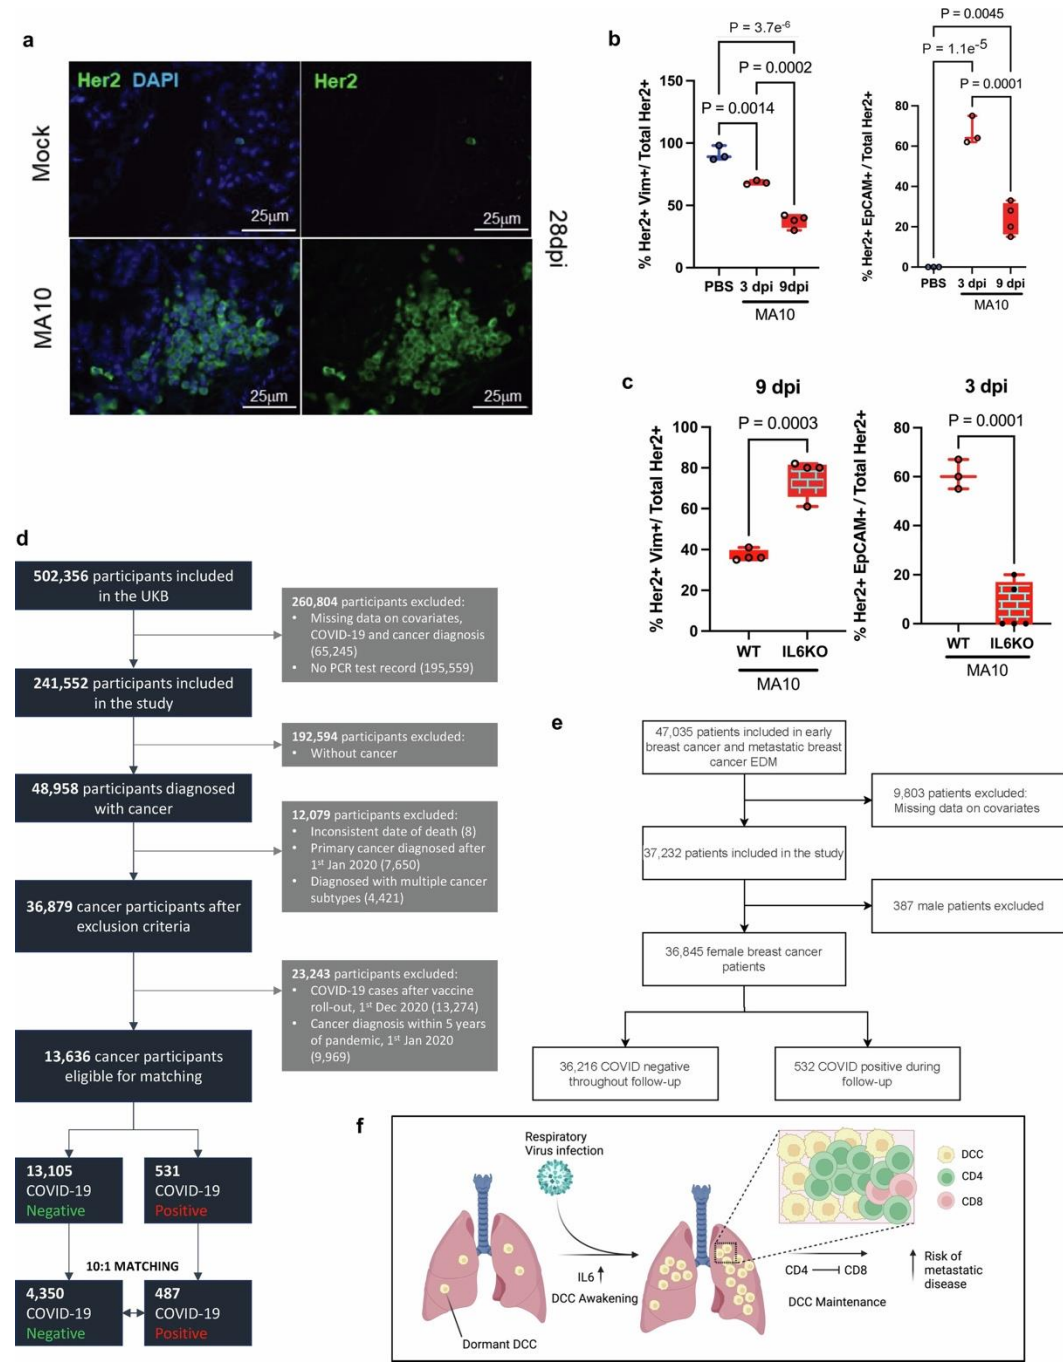 a
Her2 DAPI
Her2
Mock
25μm
25μm
MA10
25μm
25μm
28dpi
b
P = 3.7e-6
P = 0.0002
P = 0.0014
% Her2+ Vim+/ Total Her2+
150
100
50
0
PBS 3 dpi 9dpi
MA10
P = 0.0045
P = 1.1e-5
P = 0.0001
% Her2+ EpCAM+ / Total Her2+
80
60
40
20
0
PBS 3 dpi 9 dpi
MA10
c
9 dpi
P = 0.0003
% Her2+ Vim+/ Total Her2+
100
80
60
40
20
0
WT IL6KO
MA10
3 dpi
P = 0.0001
% Her2+ EpCAM+ / Total Her2+
80
60
40
20
0
WT IL6KO
MA10
d
502,356 participants included
in the UKB
260,804 participants excluded:
• Missing data on covariates,
COVID-19 and cancer diagnosis
(65,245)
• No PCR test record (195,559)
241,552 participants included
in the study
192,594 participants excluded:
• Without cancer
48,958 participants diagnosed
with cancer
12,079 participants excluded:
• Inconsistent date of death (8)
• Primary cancer diagnosed after
1st Jan 2020 (7,650)
• Diagnosed with multiple cancer
subtypes (4,421)
36,879 cancer participants after
exclusion criteria
23,243 participants excluded:
• COVID-19 cases after vaccine
roll-out, 1st Dec 2020 (13,274)
• Cancer diagnosis within 5 years
of pandemic, 1st Jan 2020
(9,969)
13,636 cancer participants
eligible for matching
13,105
COVID-19
Negative
531
COVID-19
Positive
10:1 MATCHING
4,350
COVID-19
Negative
487
COVID-19
Positive
e
47,035 patients included in early
breast cancer and metastatic breast
cancer EDM
9,803 patients excluded:
Missing data on covariates
37,232 patients included in the study
387 male patients excluded
36,845 female breast cancer
patients
36,216 COVID negative
throughout follow-up
532 COVID positive during
follow-up
f
Respiratory
Virus infection
IL6
DCC Awakening
Dormant DCC
DCC
CD4
CD8
CD4 CD8
DCC Maintenance
Risk of
metastatic
disease